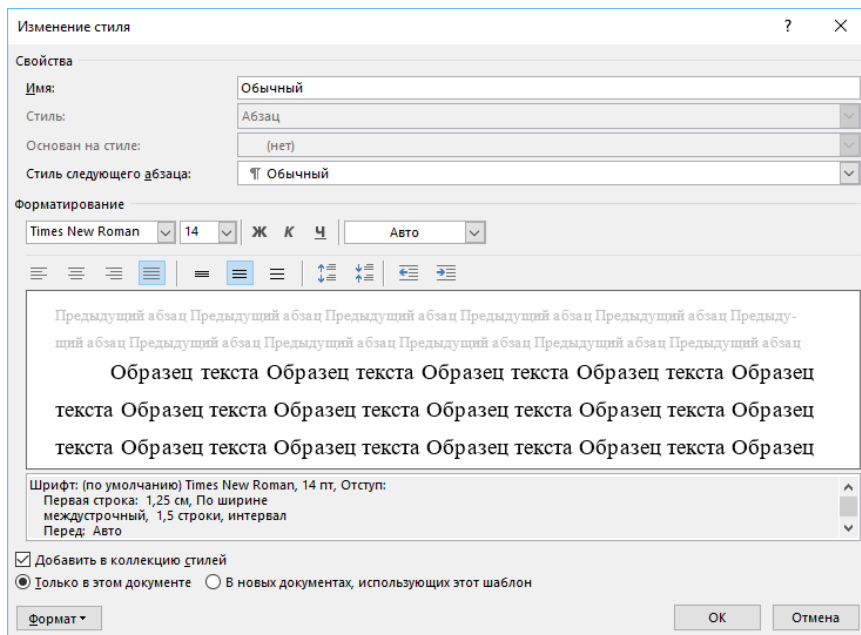 Изменение стиля ?
Свойства
Имя: Обычный
Стиль: Абзац
Основан на стиле: (нет)
Стиль следующего абзаца: ¶ Обычный
Форматирование
Times New Roman 14 Ж К Ч Авто
Предыдущий абзац Предыдущий абзац Предыдущий абзац Предыдущий абзац Предыдущий абзац Предыду-
щий абзац Предыдущий абзац Предыдущий абзац Предыдущий абзац Предыдущий абзац Предыдущий абзац
Образец текста Образец текста Образец текста Образец текста Образец
текста Образец текста Образец текста Образец текста Образец текста
текста Образец текста Образец текста Образец текста Образец текста Образец
Шрифт: (по умолчанию) Times New Roman, 14 пт, Отступ:
Первая строка: 1,25 см, По ширине
междустрочный, 1,5 строки, интервал
Перед: Авто
Добавить в коллекцию стилей
Только в этом документе В новых документах, использующих этот шаблон
Формат ОК Отмена